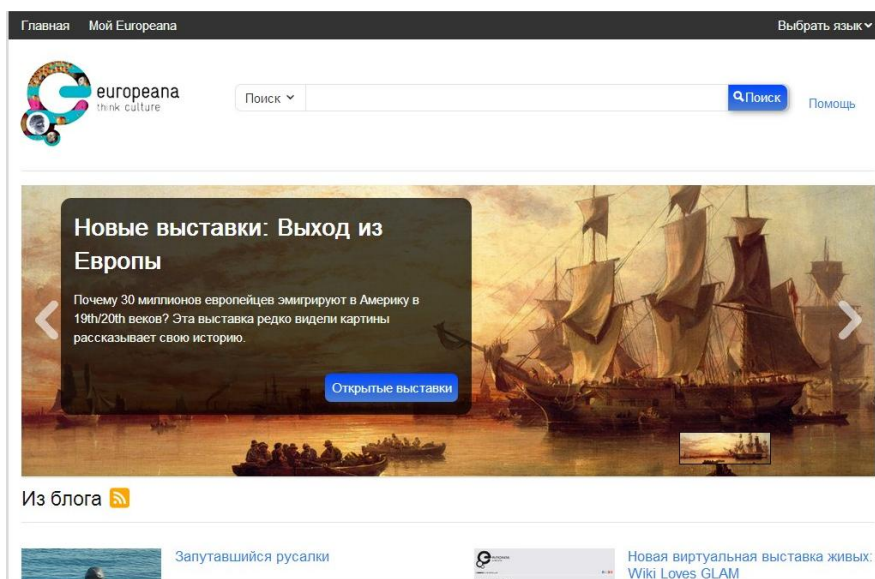 Главная Мой Europeana Выбрать язык
europeana
think culture
Поиск Поиск Помощь
Новые выставки: Выход из
Европы
Почему 30 миллионов европейцев эмигрируют в Америку в
19th/20th веков? Эта выставка редко видели картины
рассказывает свою историю.
Открытые выставки
Из блога
Запутавшийся русалки
Новая виртуальная выставка живых:
Wiki Loves GLAM